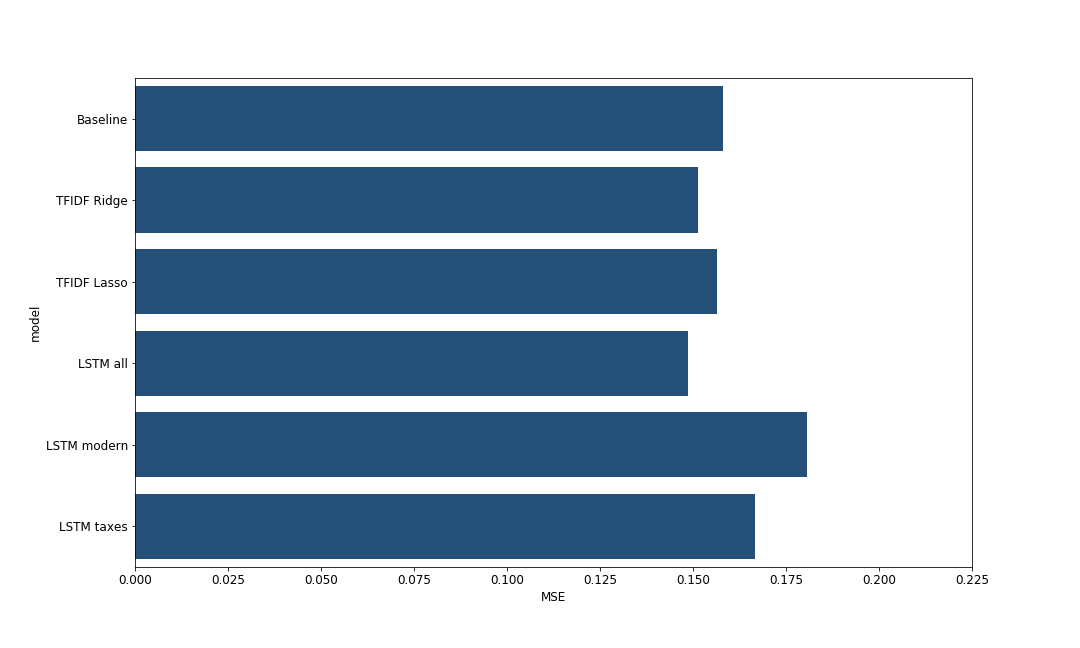 Baseline
TFIDF Ridge
TFIDF Lasso
LSTM all
LSTM modern
LSTM taxes
model
0.000 0.025 0.050 0.075 0.100 0.125 0.150 0.175 0.200 0.225
MSE